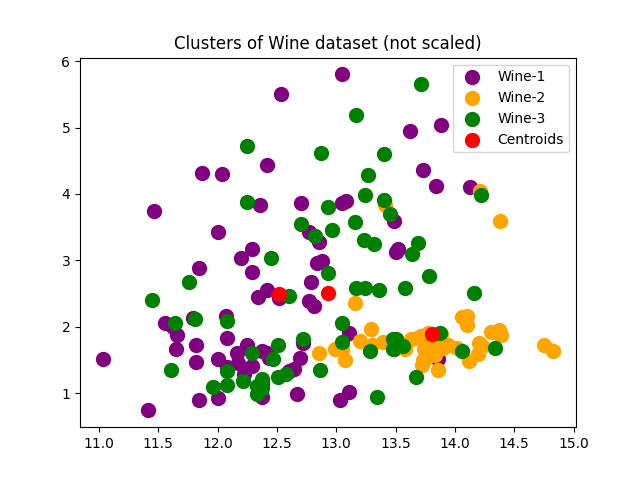 Clusters of Wine dataset (not scaled)
Wine-1
Wine-2
Wine-3
Centroids
6
5
4
3
2
1
11.0 11.5 12.0 12.5 13.0 13.5 14.0 14.5 15.0